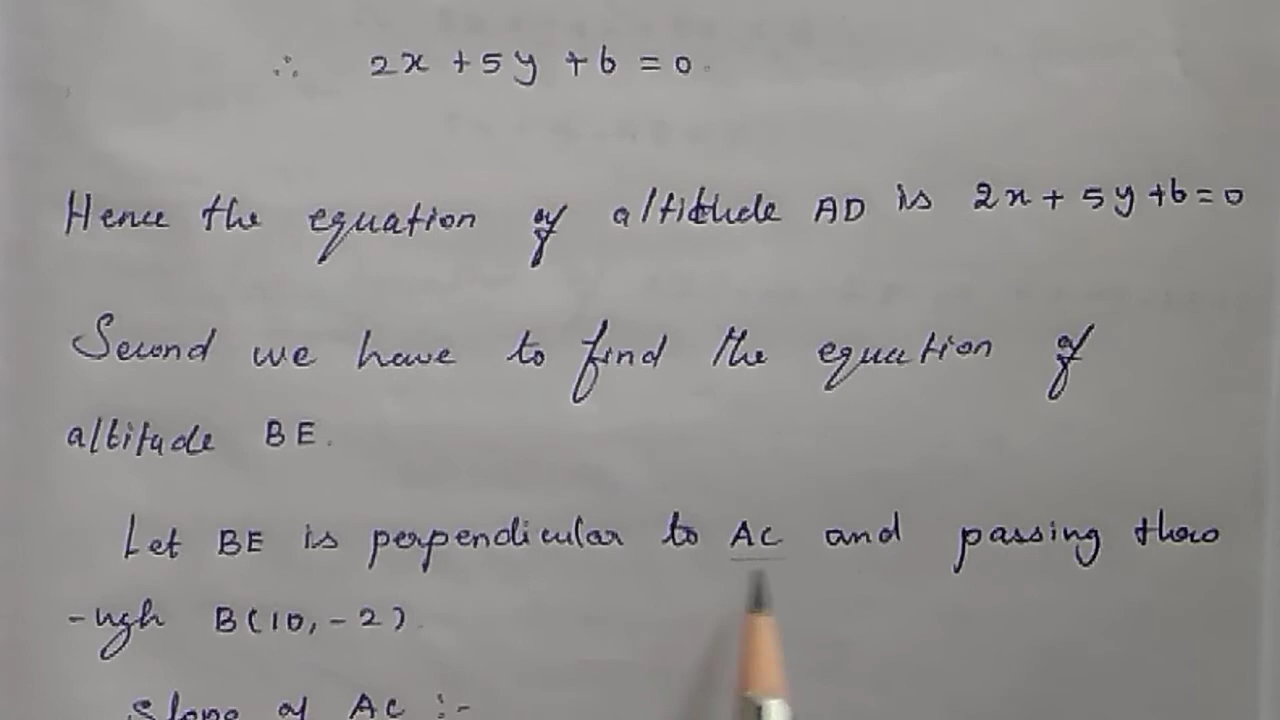 ∴ 2x + 5y + 6 = 0.
Hence the equation of altitude AD is 2x + 5y + 6 = 0
Second we have to find the equation of
altitude BE.
Let BE is perpendicular to AC and passing thro
-ugh B(10, -2).
Slope of AC :-